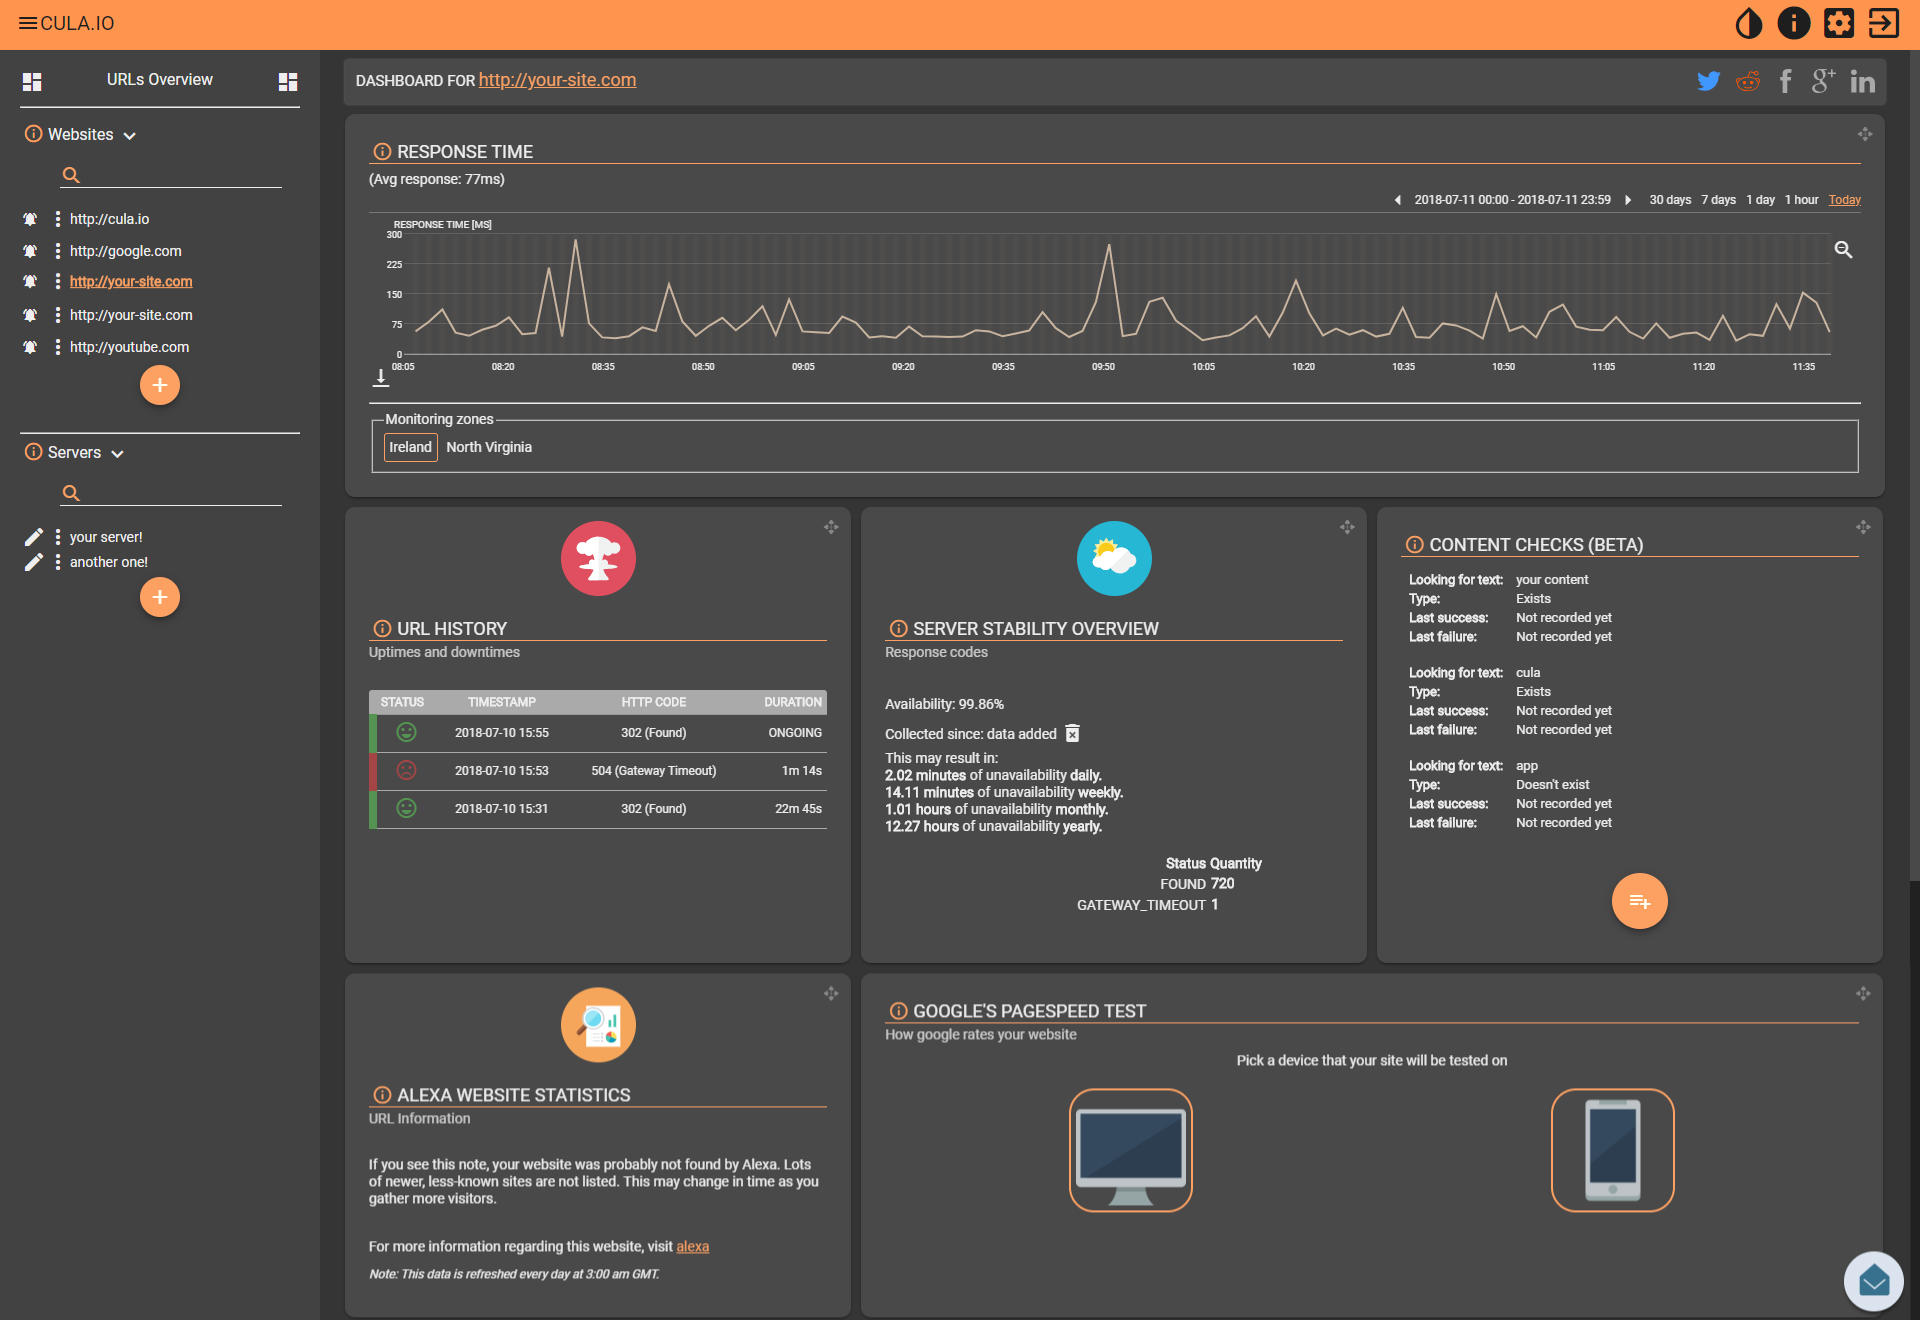 CULA.IO
URLs Overview
Websites
http://cula.io
http://google.com
http://your-site.com
http://your-site.com
http://youtube.com
Servers
your server!
another one!
DASHBOARD FOR http://your-site.com
RESPONSE TIME
(Avg response: 77ms)
2018-07-11 00:00 - 2018-07-11 23:59 30 days 7 days 1 day 1 hour Today
RESPONSE TIME [MS]
300
225
150
75
0
08:05 08:20 08:35 08:50 09:05 09:20 09:35 09:50 10:05 10:20 10:35 10:50 11:05 11:20 11:35
Monitoring zones
Ireland North Virginia
URL HISTORY
Uptimes and downtimes
STATUS TIMESTAMP HTTP CODE DURATION
2018-07-10 15:55 302 (Found) ONGOING
2018-07-10 15:53 504 (Gateway Timeout) 1m 14s
2018-07-10 15:31 302 (Found) 22m 45s
SERVER STABILITY OVERVIEW
Response codes
Availability: 99.86%
Collected since: data added
This may result in:
2.02 minutes of unavailability daily.
14.11 minutes of unavailability weekly.
1.01 hours of unavailability monthly.
12.27 hours of unavailability yearly.
Status Quantity
FOUND 720
GATEWAY_TIMEOUT 1
CONTENT CHECKS (BETA)
Looking for text: your content
Type: Exists
Last success: Not recorded yet
Last failure: Not recorded yet
Looking for text: cula
Type: Exists
Last success: Not recorded yet
Last failure: Not recorded yet
Looking for text: app
Type: Doesn't exist
Last success: Not recorded yet
Last failure: Not recorded yet
ALEXA WEBSITE STATISTICS
URL Information
If you see this note, your website was probably not found by Alexa. Lots
of newer, less-known sites are not listed. This may change in time as you
gather more visitors.
For more information regarding this website, visit alexa
Note: This data is refreshed every day at 3:00 am GMT.
GOOGLE'S PAGESPEED TEST
How google rates your website
Pick a device that your site will be tested on